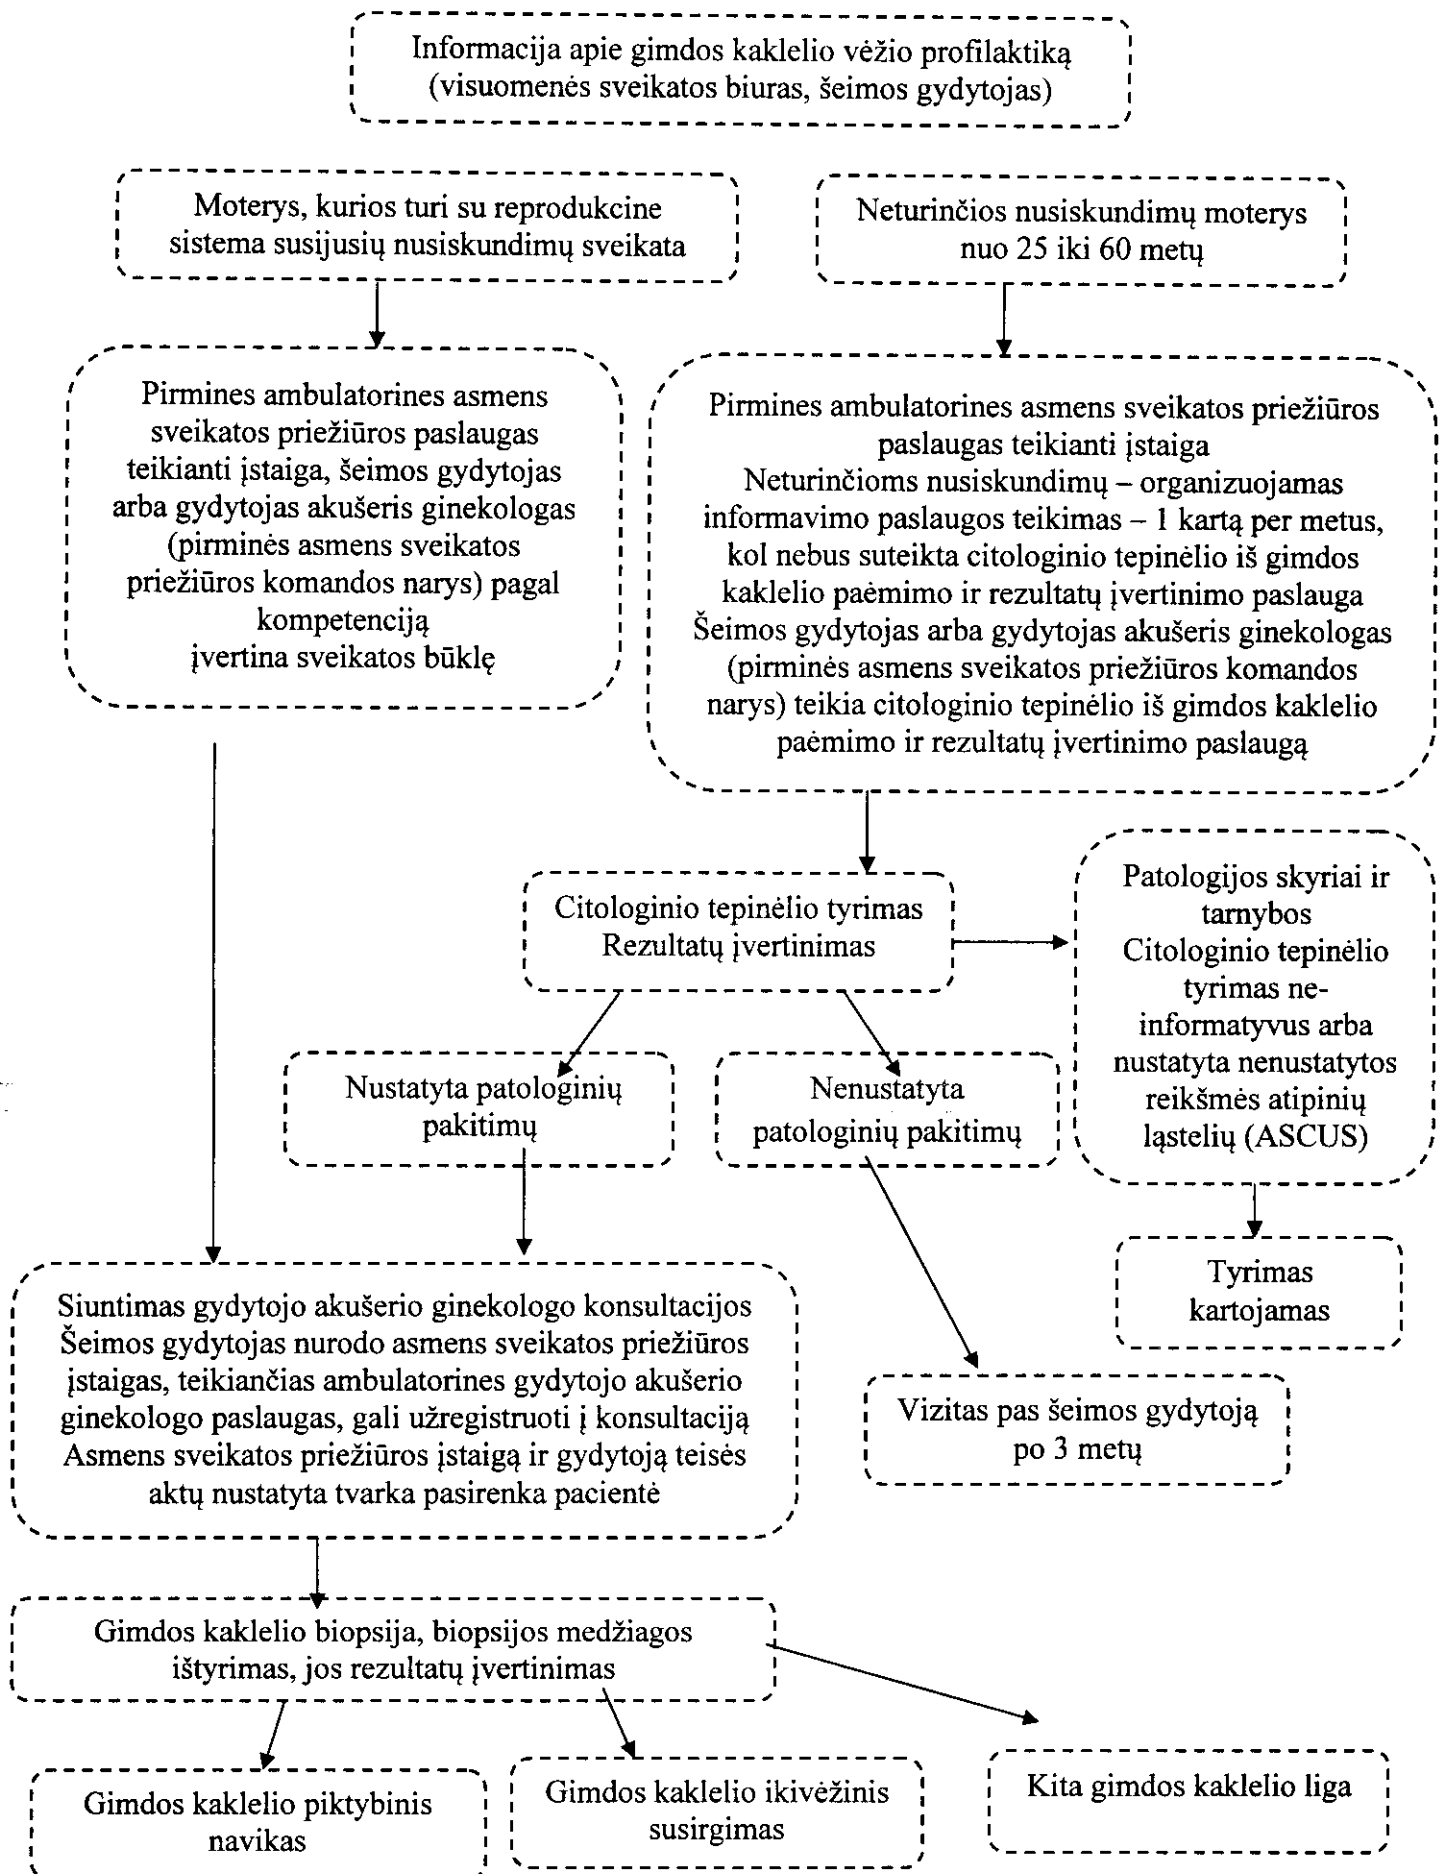 Informacija apie gimdos kaklelio vėžio profilaktiką
(visuomenės sveikatos biuras, šeimos gydytojas)
Moterys, kurios turi su reprodukcine
sistema susijusių nusiskundimų sveikata
Neturinčios nusiskundimų moterys
nuo 25 iki 60 metų
Pirmines ambulatorines asmens
sveikatos priežiūros paslaugas
teikianti įstaiga, šeimos gydytojas
arba gydytojas akušeris ginekologas
(pirminės asmens sveikatos
priežiūros komandos narys) pagal
kompetenciją
įvertina sveikatos būklę
Pirmines ambulatorines asmens sveikatos priežiūros
paslaugas teikianti įstaiga
Neturinčioms nusiskundimų – organizuojamas
informavimo paslaugos teikimas – 1 kartą per metus,
kol nebus suteikta citologinio tepinėlio iš gimdos
kaklelio paėmimo ir rezultatų įvertinimo paslauga
Šeimos gydytojas arba gydytojas akušeris ginekologas
(pirminės asmens sveikatos priežiūros komandos
narys) teikia citologinio tepinėlio iš gimdos kaklelio
paėmimo ir rezultatų įvertinimo paslaugą
Citologinio tepinėlio tyrimas
Rezultatų įvertinimas
Patologijos skyriai ir
tarnybos
Citologinio tepinėlio
tyrimas ne-
informatyvus arba
nustatyta nenustatytos
reikšmės atipinių
ląstelių (ASCUS)
Nustatyta patologinių
pakitimų
Nenustatyta
patologinių pakitimų
Tyrimas
kartojamas
Siuntimas gydytojo akušerio ginekologo konsultacijos
Šeimos gydytojas nurodo asmens sveikatos priežiūros
įstaigas, teikiančias ambulatorines gydytojo akušerio
ginekologo paslaugas, gali užregistruoti į konsultaciją
Asmens sveikatos priežiūros įstaigą ir gydytoją teisės
aktų nustatyta tvarka pasirenka pacientė
Vizitas pas šeimos gydytoją
po 3 metų
Gimdos kaklelio biopsija, biopsijos medžiagos
ištyrimas, jos rezultatų įvertinimas
Gimdos kaklelio piktybinis
navikas
Gimdos kaklelio ikivėžinis
susirgimas
Kita gimdos kaklelio liga